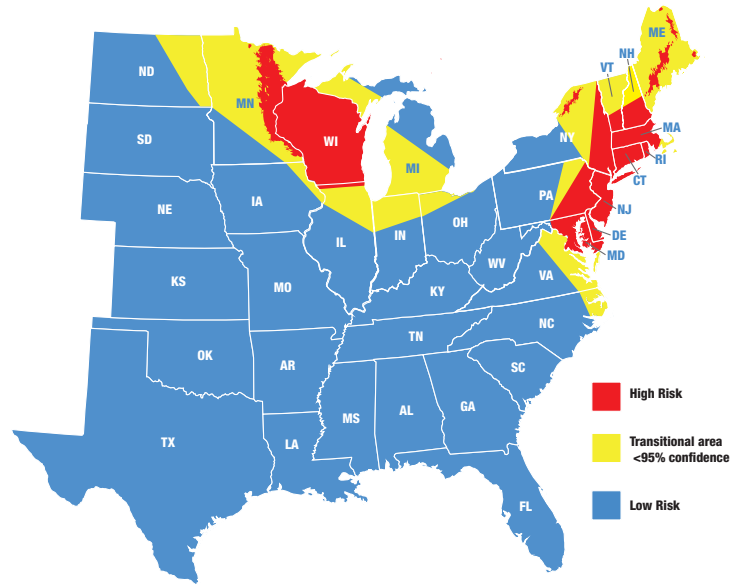 ME
NH
VT
ND
MN
SD
WI
NY
MA
RI
MI
CT
PA
NE
IA
NJ
OH
IL
IN
DE
MD
WV
VA
KS
MO
KY
NC
TN
OK
AR
SC
MS
AL
GA
TX
LA
FL
High Risk
Transitional area
<95% confidence
Low Risk